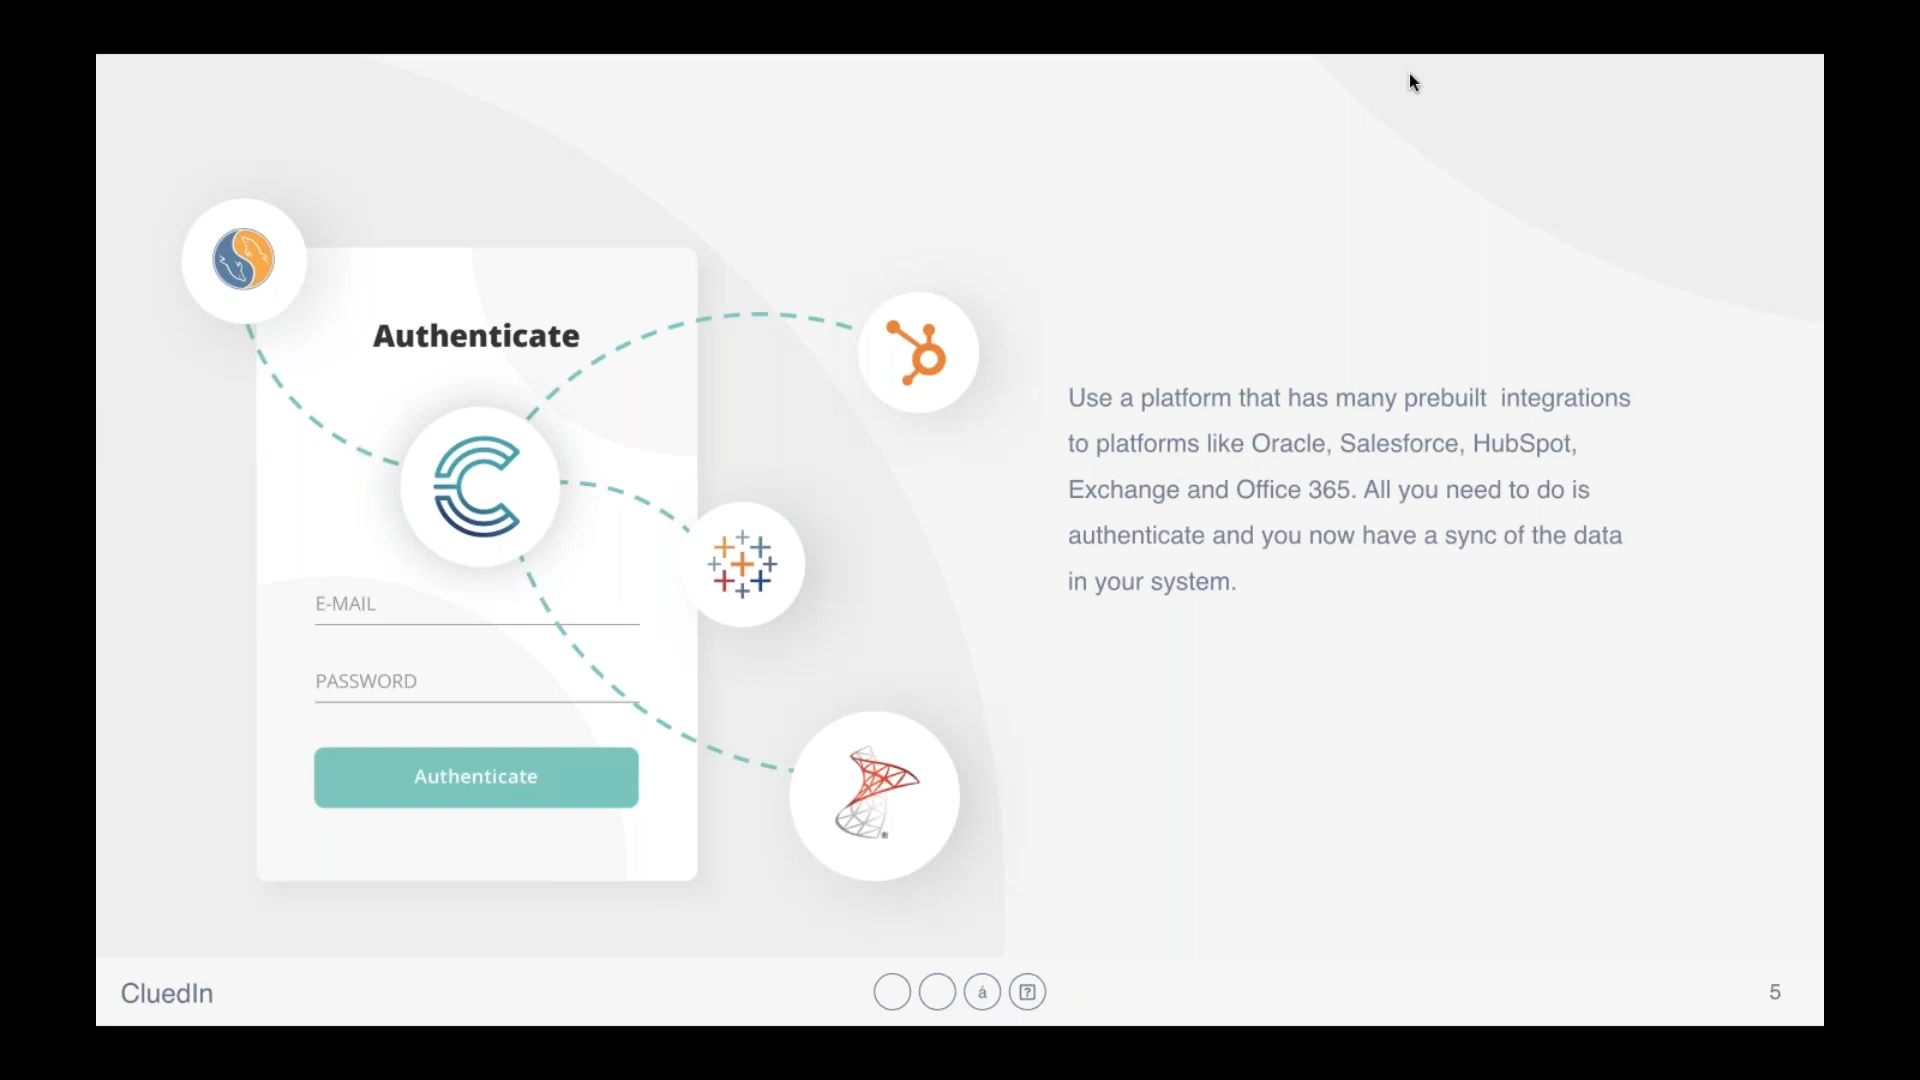 Authenticate
E-MAIL
PASSWORD
Authenticate
Use a platform that has many prebuilt  integrations
to platforms like Oracle, Salesforce, HubSpot,
Exchange and Office 365. All you need to do is
authenticate and you now have a sync of the data
in your system.
CluedIn
á
?
5